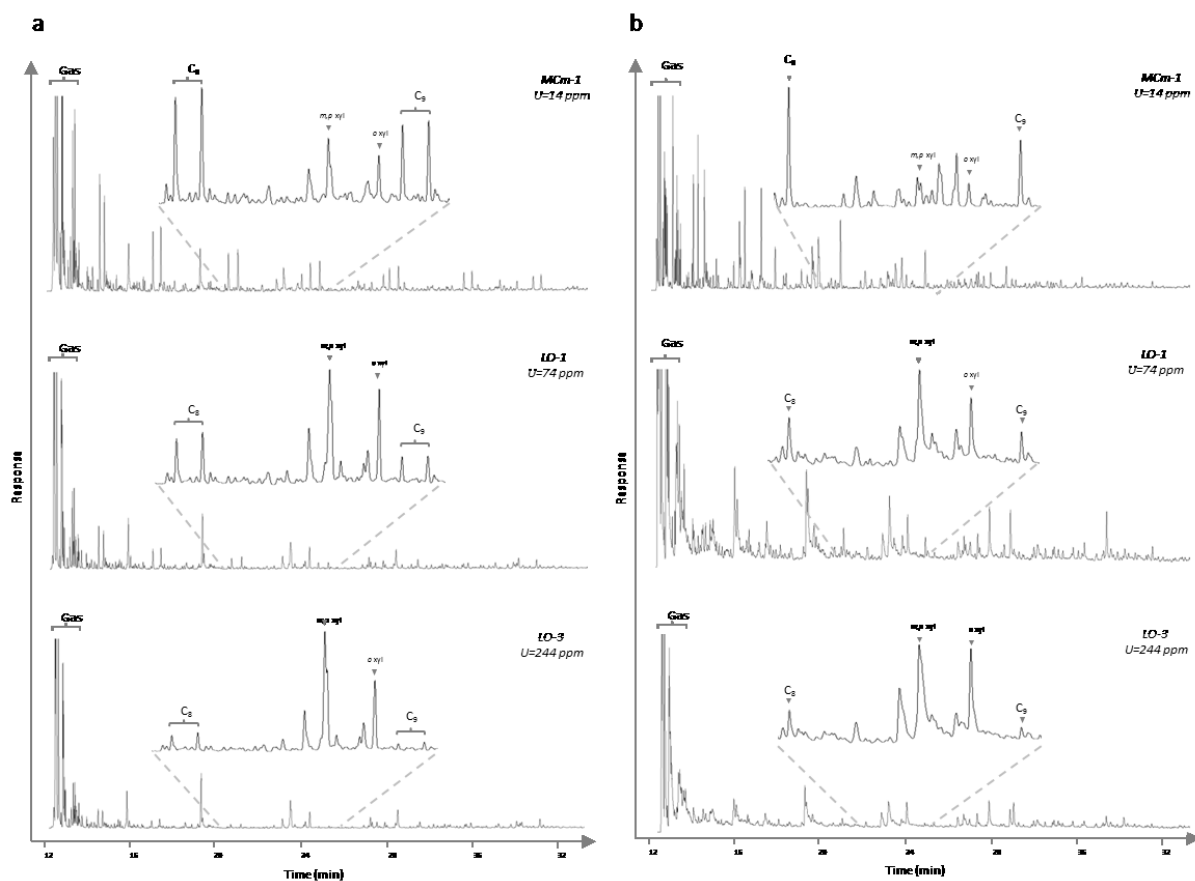 a
Gas
C₈
m,p xyl
o xyl
C₉
MCm-1
U=14 ppm
Gas
C₈
m,p xyl
o xyl
C₉
LO-1
U=74 ppm
Gas
C₈
m,p xyl
o xyl
C₉
LO-3
U=244 ppm
Response
12 20 24 28 36 32
Time (min)
b
Gas
C₈
m,p xyl
o xyl
C₉
MCm-1
U=14 ppm
Gas
C₈
m,p xyl
o xyl
C₉
LO-1
U=74 ppm
Gas
C₈
m,p xyl
o xyl
C₉
LO-3
U=244 ppm
Response
12 20 24 28 36 32
Time (min)